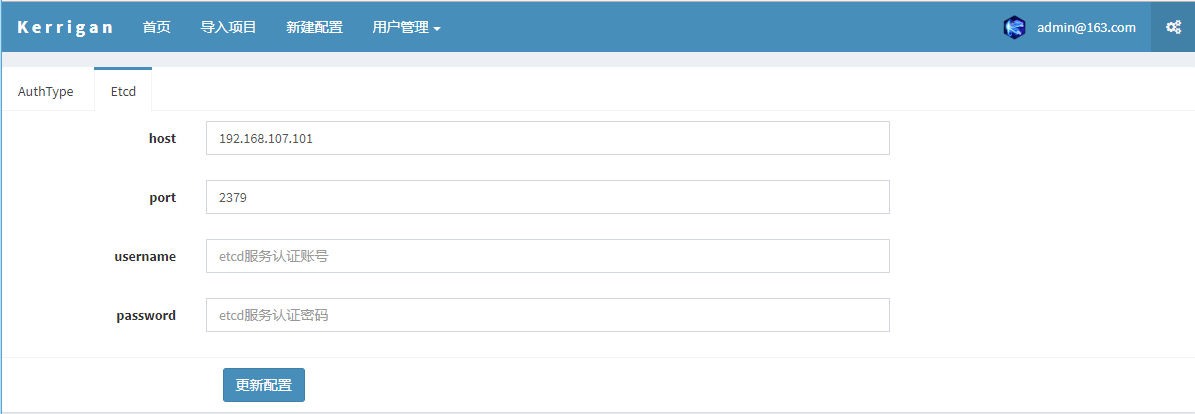 Kerrigan 首页 导入项目 新建配置 用户管理 admin@163.com
AuthType Etcd
host 192.168.107.101
port 2379
username etcd服务认证账号
password etcd服务认证密码
更新配置